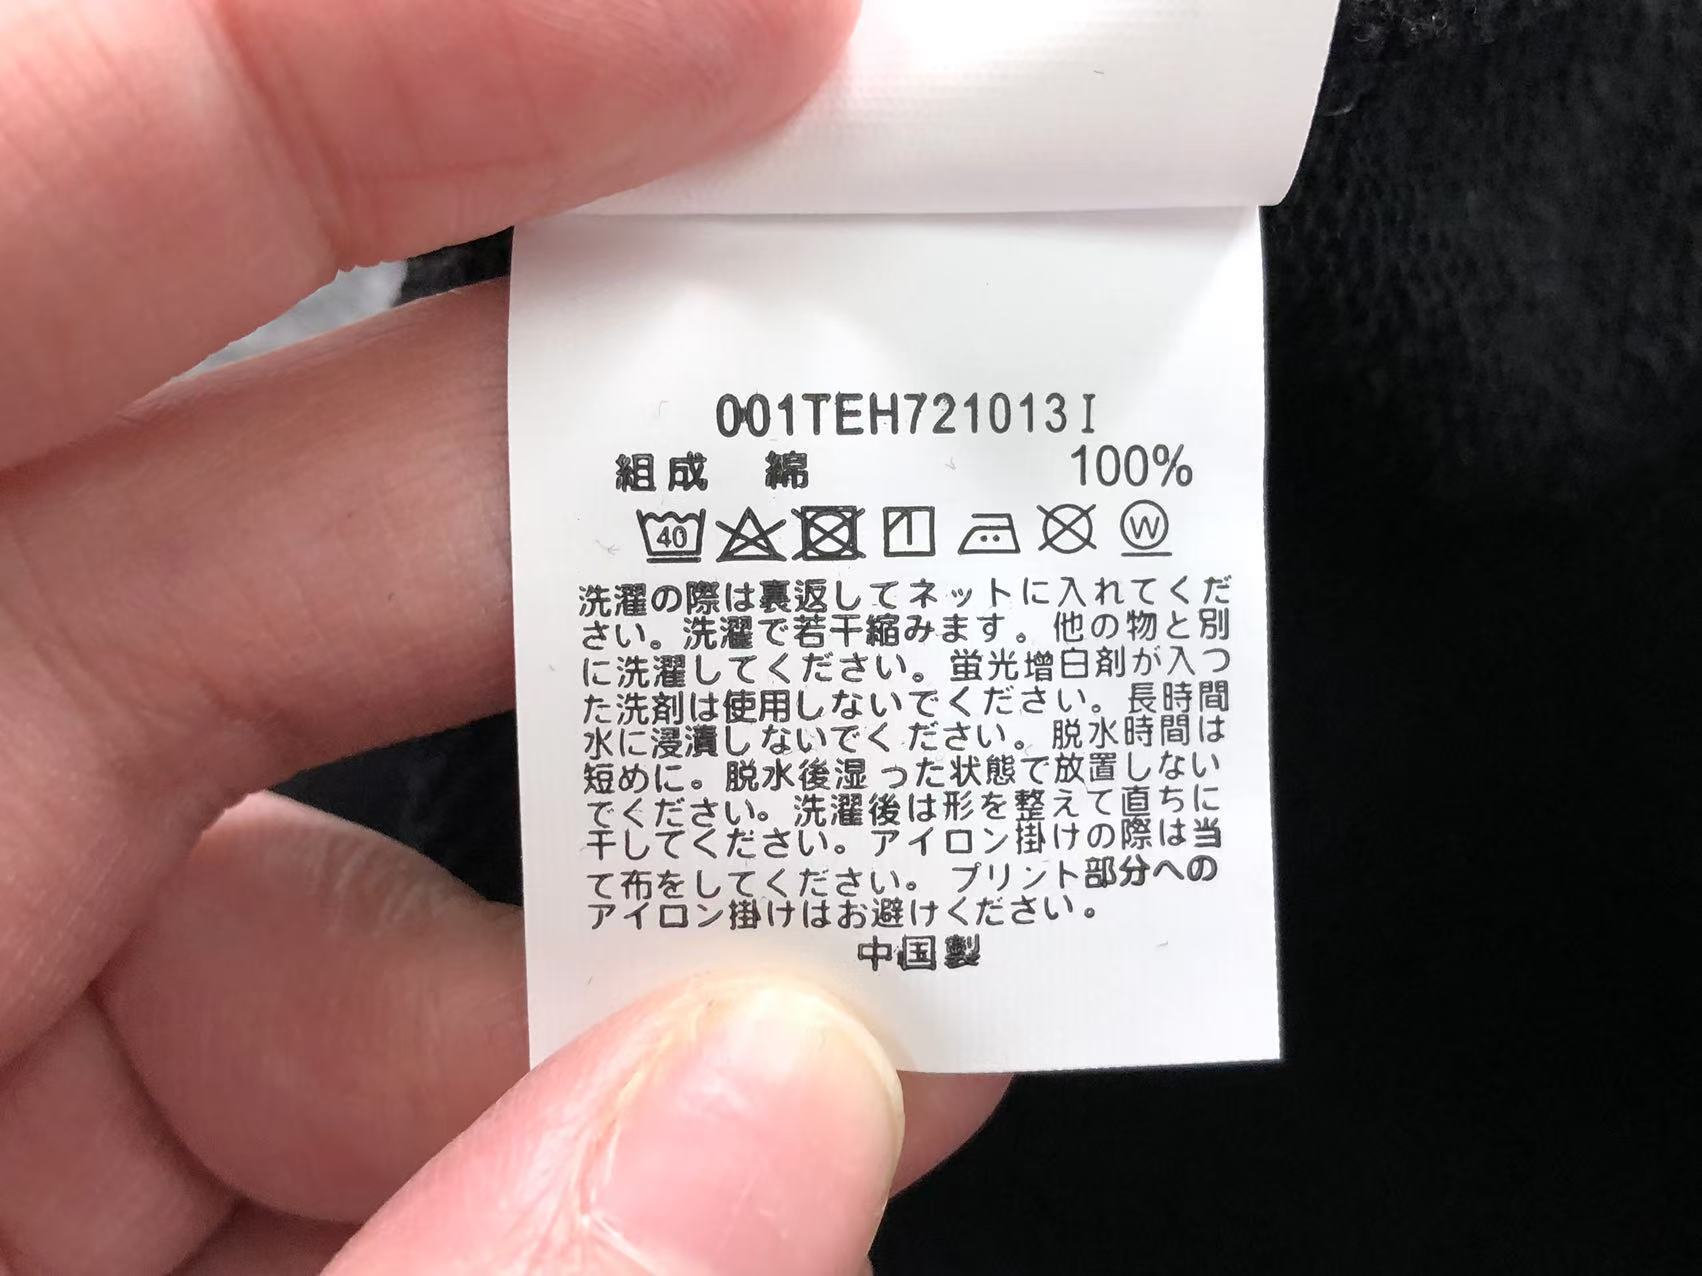 001TEH721013I
組成 綿 100%
40 W
洗濯の際は裏返してネットに入れてくだ
さい。洗濯で若干縮みます。他の物と別
に洗濯してください。蛍光増白剤が入っ
た洗剤は使用しないでください。長時間
水に浸漬しないでください。脱水時間は
短めに。脱水後湿った状態で放置しない
でください。洗濯後は形を整えて直ちに
干してください。アイロン掛けの際は当
て布をしてください。プリント部分への
アイロン掛けはお避けください。
中国製